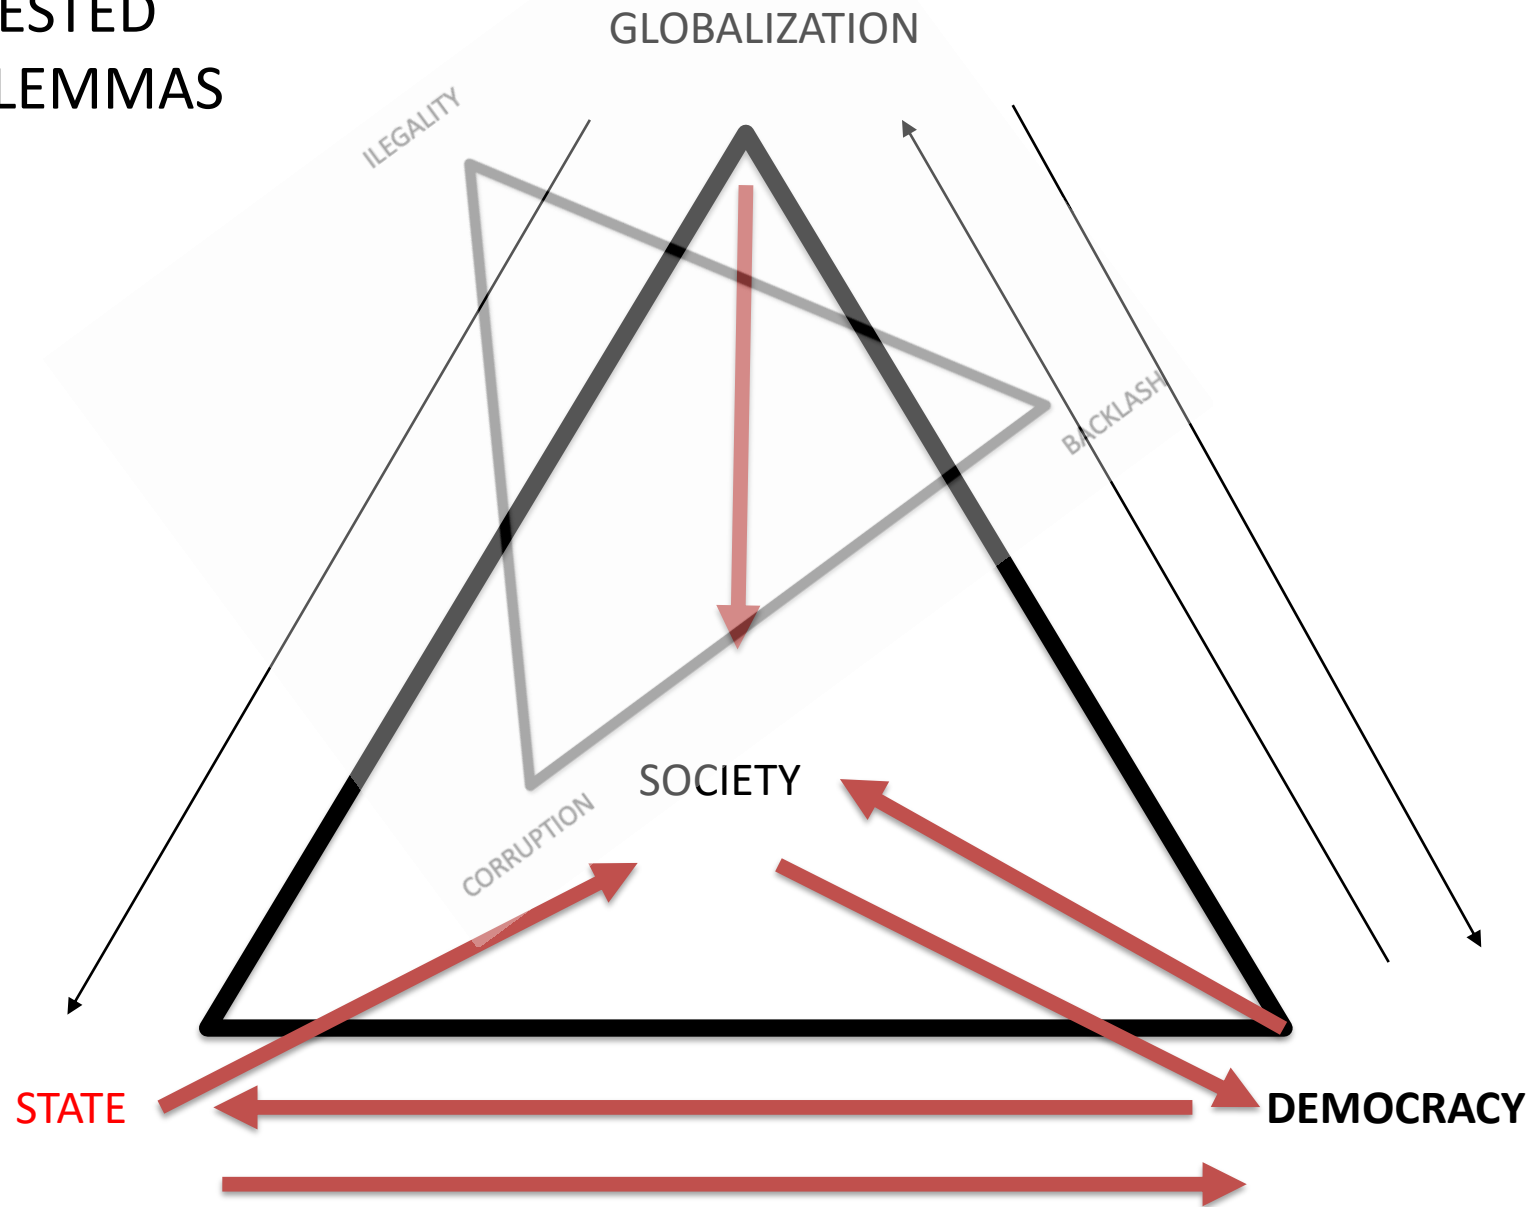 ESTED
LEMMAS
GLOBALIZATION
ILEGALITY
BACKLASH
SOCIETY
CORRUPTION
STATE
DEMOCRACY